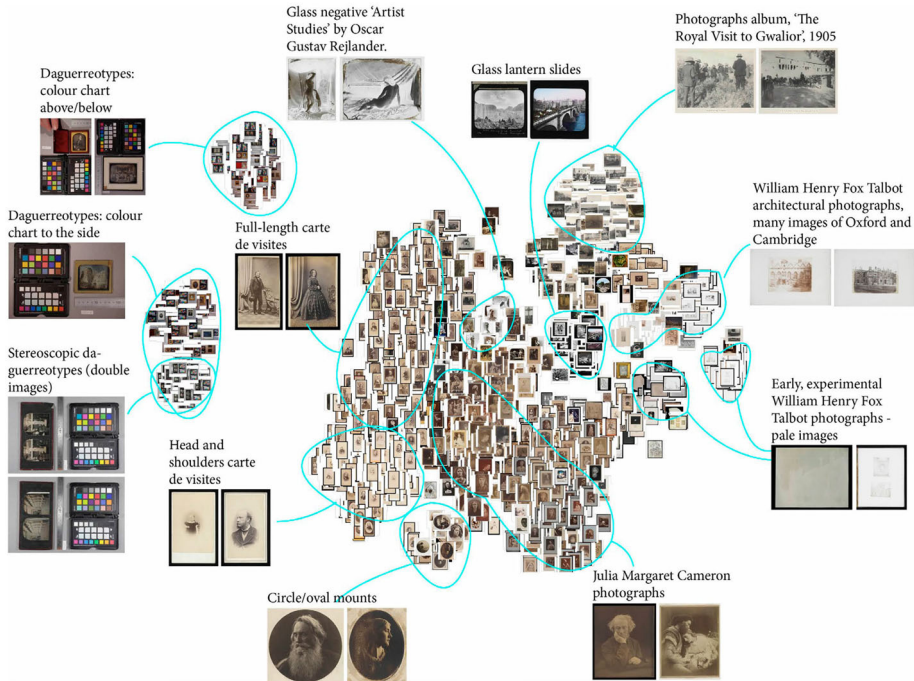 Glass negative ‘Artist
Studies’ by Oscar
Gustav Rejlander.
Photographs album, ‘The
Royal Visit to Gwalior’, 1905
Daguerreotypes:
colour chart
above/below
Glass lantern slides
William Henry Fox Talbot
architectural photographs,
many images of Oxford and
Cambridge
Daguerreotypes: colour
chart to the side
Full-length carte
de visites
Stereoscopic da-
guerreotypes (double
images)
Early, experimental
William Henry Fox
Talbot photographs -
pale images
Head and
shoulders carte
de visites
Circle/oval mounts
Julia Margaret Cameron
photographs